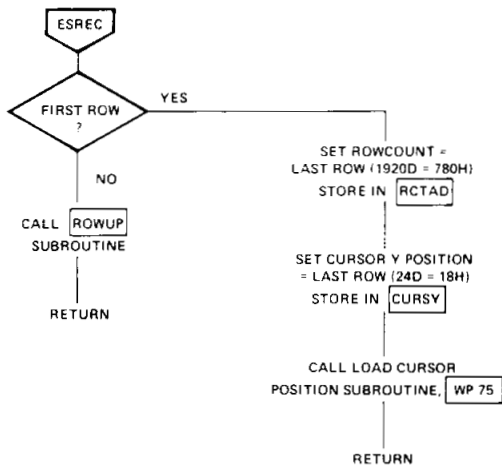 ESREC
FIRST ROW
?
YES
NO
CALL ROWUP
SUBROUTINE
RETURN
SET ROWCOUNT =
LAST ROW (1920D = 780H)
STORE IN RCTAD
SET CURSOR Y POSITION
= LAST ROW (24D = 18H)
STORE IN CURSY
CALL LOAD CURSOR
POSITION SUBROUTINE, WP 75
RETURN